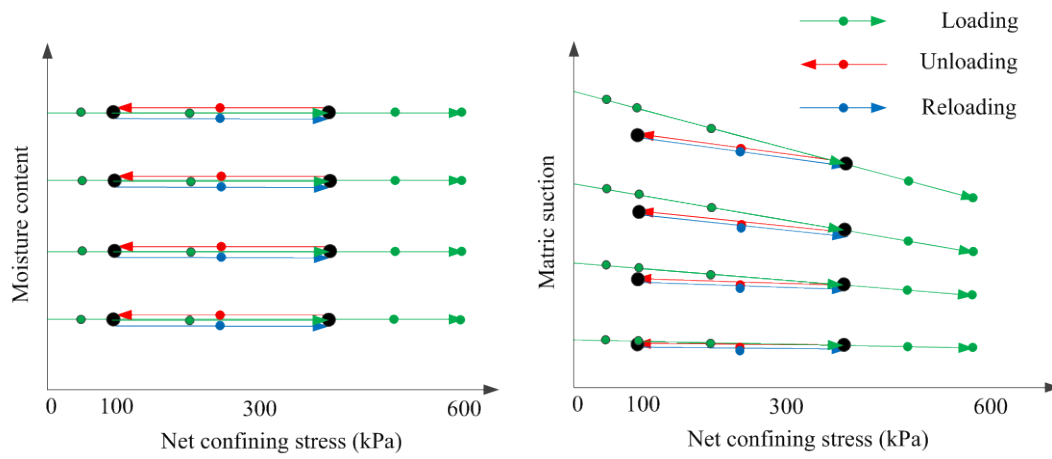 Moisture content
0 100 300 600
Net confining stress (kPa)
Matric suction
0 100 300 600
Net confining stress (kPa)
Loading
Unloading
Reloading